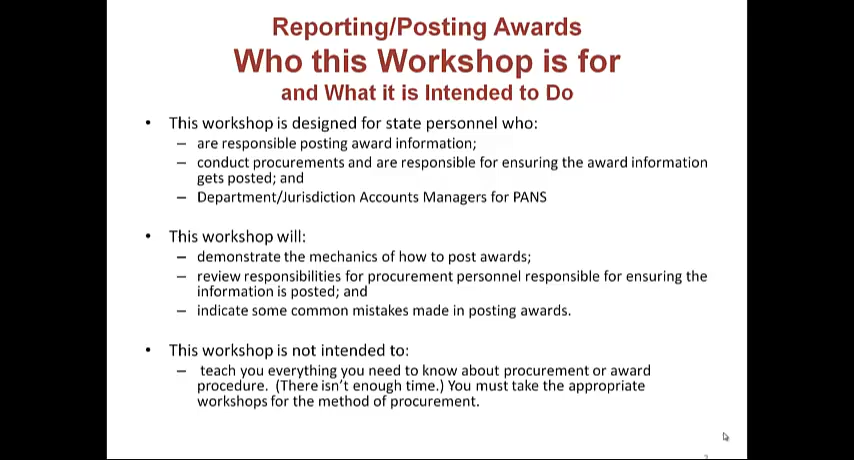 Reporting/Posting Awards
Who this Workshop is for
and What it is Intended to Do
• This workshop is designed for state personnel who:
– are responsible posting award information;
– conduct procurements and are responsible for ensuring the award information
gets posted; and
– Department/Jurisdiction Accounts Managers for PANS
• This workshop will:
– demonstrate the mechanics of how to post awards;
– review responsibilities for procurement personnel responsible for ensuring the
information is posted; and
– indicate some common mistakes made in posting awards.
• This workshop is not intended to:
– teach you everything you need to know about procurement or award
procedure. (There isn't enough time.) You must take the appropriate
workshops for the method of procurement.